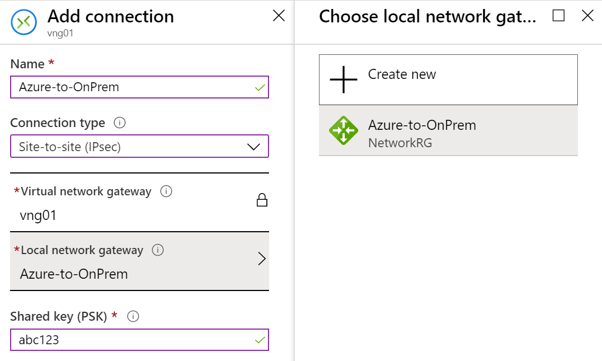 Add connection
vng01
Name *
Azure-to-OnPrem
Connection type
Site-to-site (IPsec)
*Virtual network gateway
vng01
*Local network gateway
Azure-to-OnPrem
Shared key (PSK) *
abc123
Choose local network gat...
Create new
Azure-to-OnPrem
NetworkRG